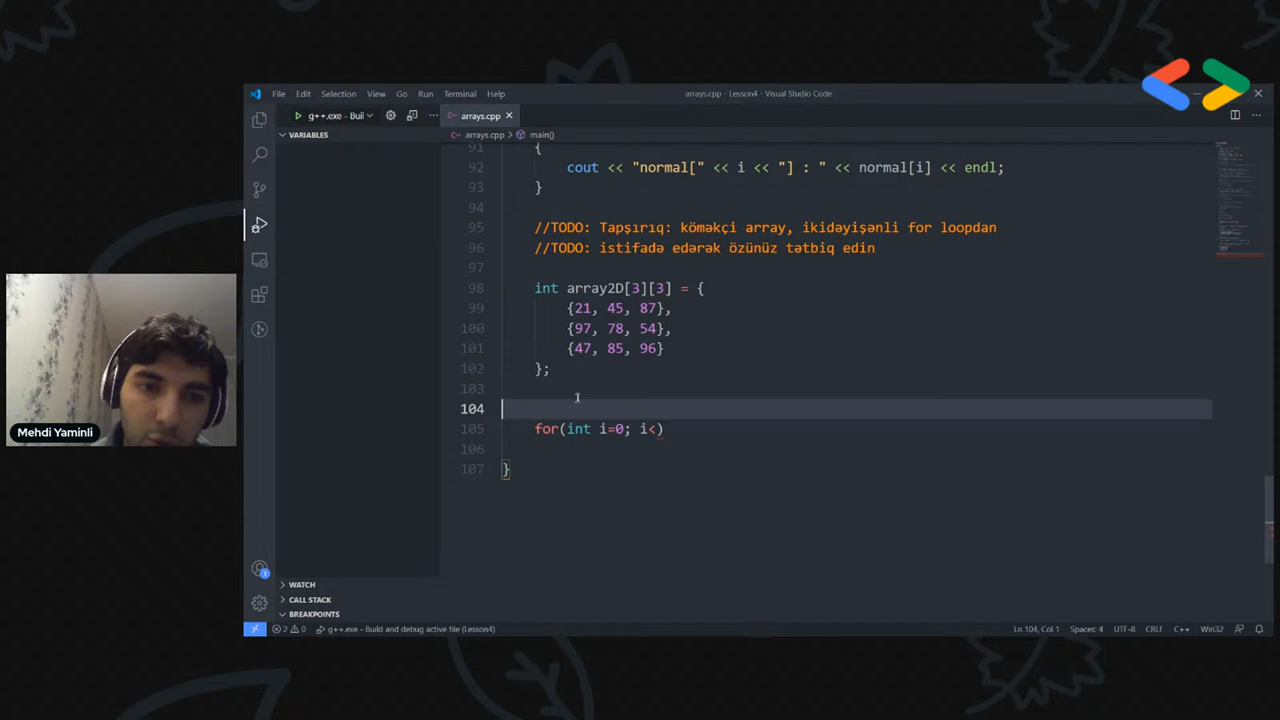 File Edit Selection View Go Run Terminal Help
arrays.cpp - Lesson4 - Visual Studio Code
g++.exe - Buil
arrays.cpp
VARIABLES
arrays.cpp > main()
91 {
92 cout << "normal[" << i << "] : " << normal[i] << endl;
93 }
94
95 //TODO: Tapşırıq: köməkçi array, ikidəyişənli for loopdan
96 //TODO: istifadə edərək özünüz tətbiq edin
97
98 int array2D[3][3] = {
99 {21, 45, 87},
100 {97, 78, 54},
101 {47, 85, 96}
102 };
103
104
105 for(int i=0; i<)
106
107 }
Mehdi Yaminli
1
WATCH
CALL STACK
BREAKPOINTS
2 0 g++.exe - Build and debug active file (Lesson4)
Ln 104, Col 1 Spaces: 4 UTF-8 CRLF C++ Win32